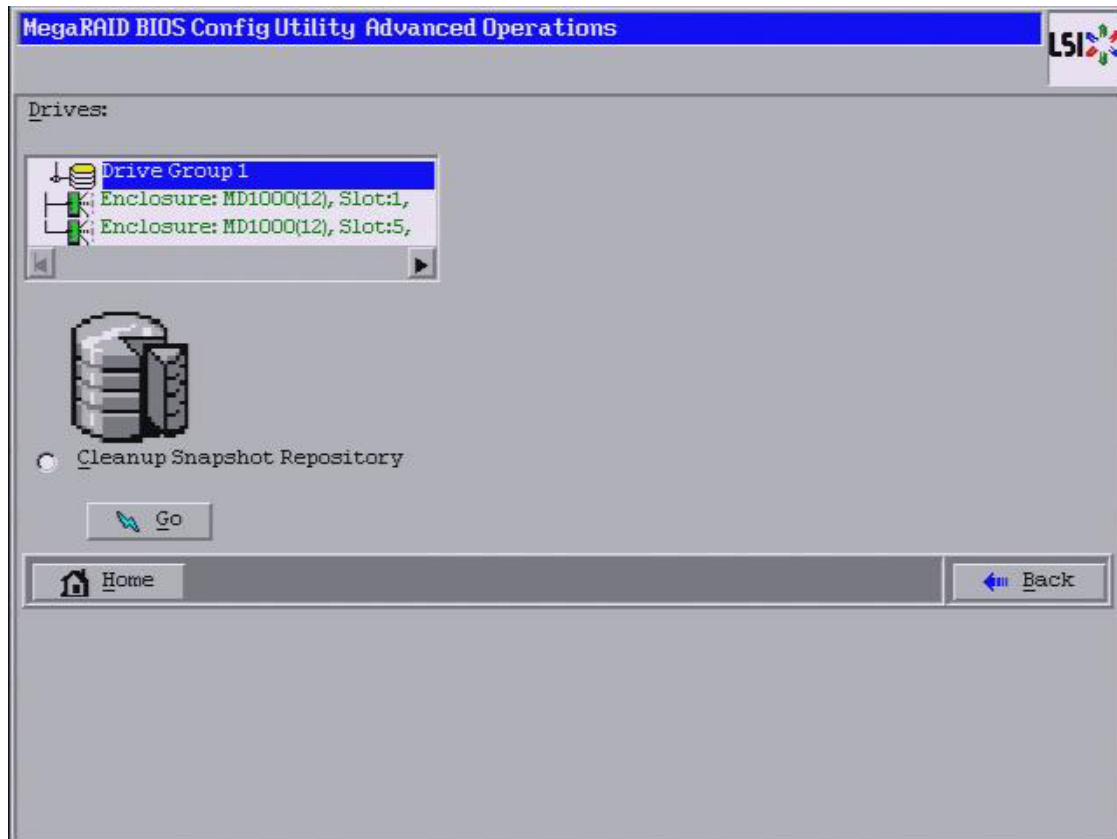 MegaRAID BIOS Config Utility Advanced Operations
LSI
Drives:
Drive Group 1
Enclosure: MD1000(12), Slot:1,
Enclosure: MD1000(12), Slot:5,
Cleanup Snapshot Repository
Go
Home
Back